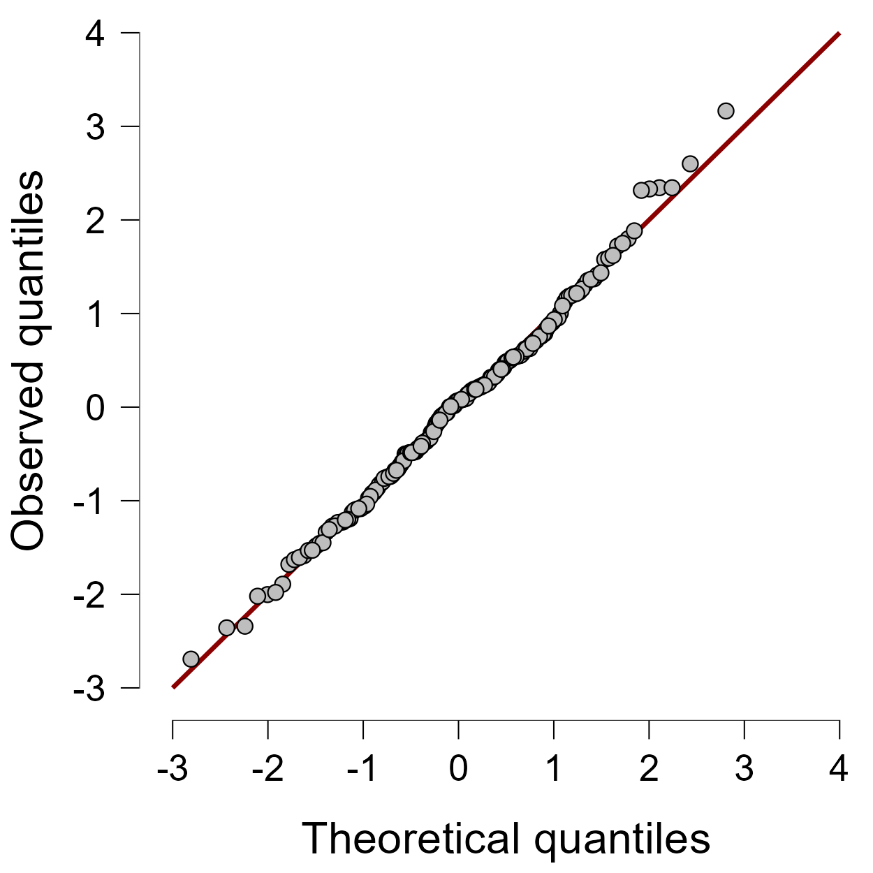 4
3
2
1
0
-1
-2
-3
Observed quantiles
-3 -2 -1 0 1 2 3 4
Theoretical quantiles